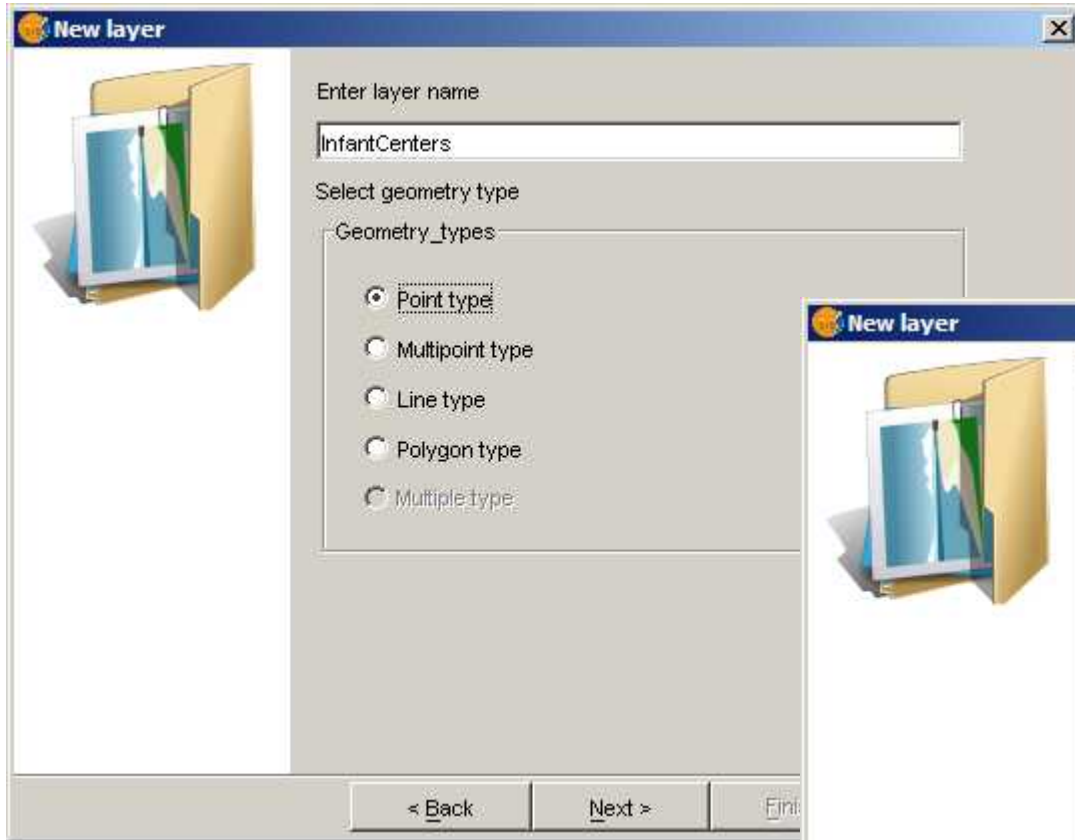 New layer
Enter layer name
InfantCenters
Select geometry type
Geometry_types
Point type
Multipoint type
Line type
Polygon type
Multiple type
< Back
Next >
New layer